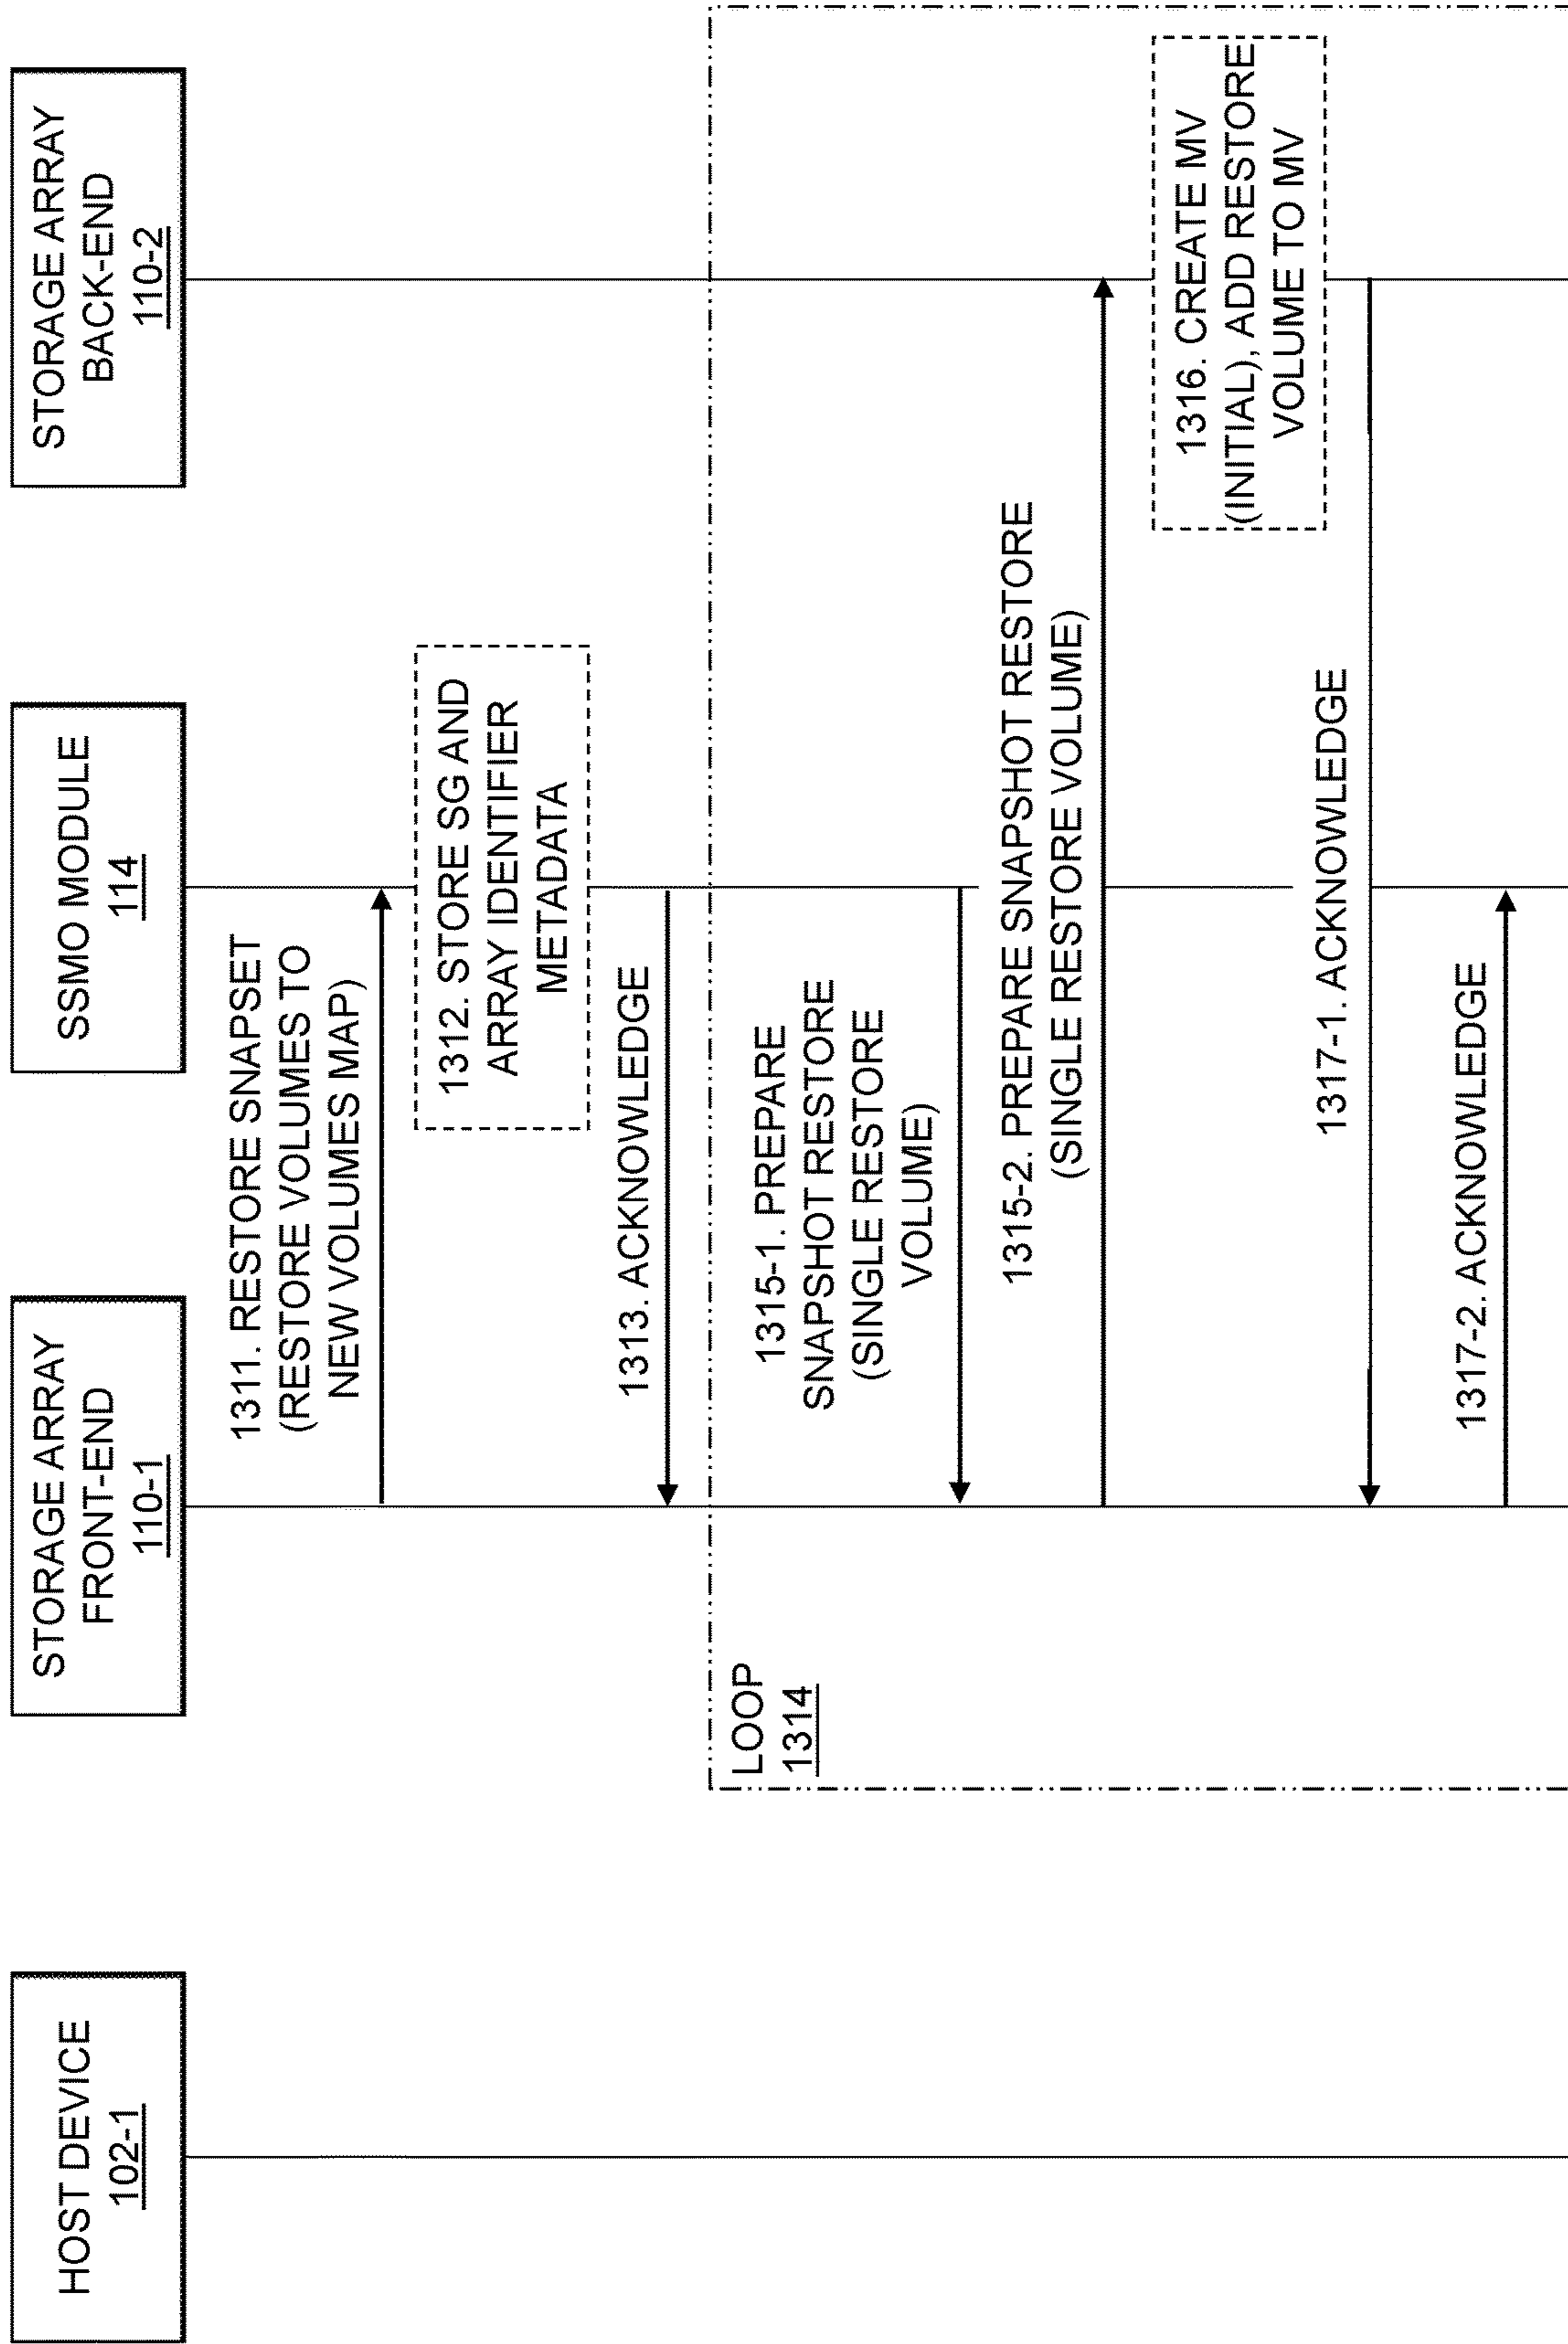 HOST DEVICE
102-1
STORAGE ARRAY
FRONT-END
110-1
SSMO MODULE
114
STORAGE ARRAY
BACK-END
110-2
1311. RESTORE SNAPSET
(RESTORE VOLUMES TO
NEW VOLUMES MAP)
1312. STORE SG AND
ARRAY IDENTIFIER
METADATA
1313. ACKNOWLEDGE
LOOP
1314
1315-1. PREPARE
SNAPSHOT RESTORE
(SINGLE RESTORE
VOLUME)
1315-2. PREPARE SNAPSHOT RESTORE
(SINGLE RESTORE VOLUME)
1316. CREATE MV
(INITIAL), ADD RESTORE
VOLUME TO MV
1317-1. ACKNOWLEDGE
1317-2. ACKNOWLEDGE